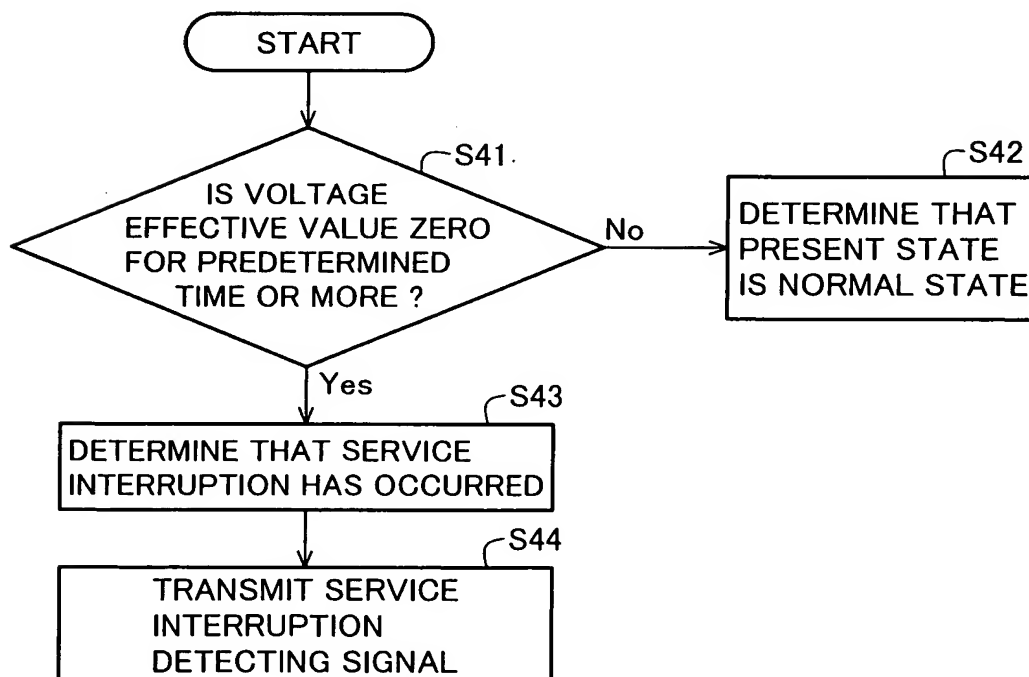 START
S41
IS VOLTAGE
EFFECTIVE VALUE ZERO
FOR PREDETERMINED
TIME OR MORE ?
No
S42
DETERMINE THAT
PRESENT STATE
IS NORMAL STATE
Yes
S43
DETERMINE THAT SERVICE
INTERRUPTION HAS OCCURRED
S44
TRANSMIT SERVICE
INTERRUPTION
DETECTING SIGNAL